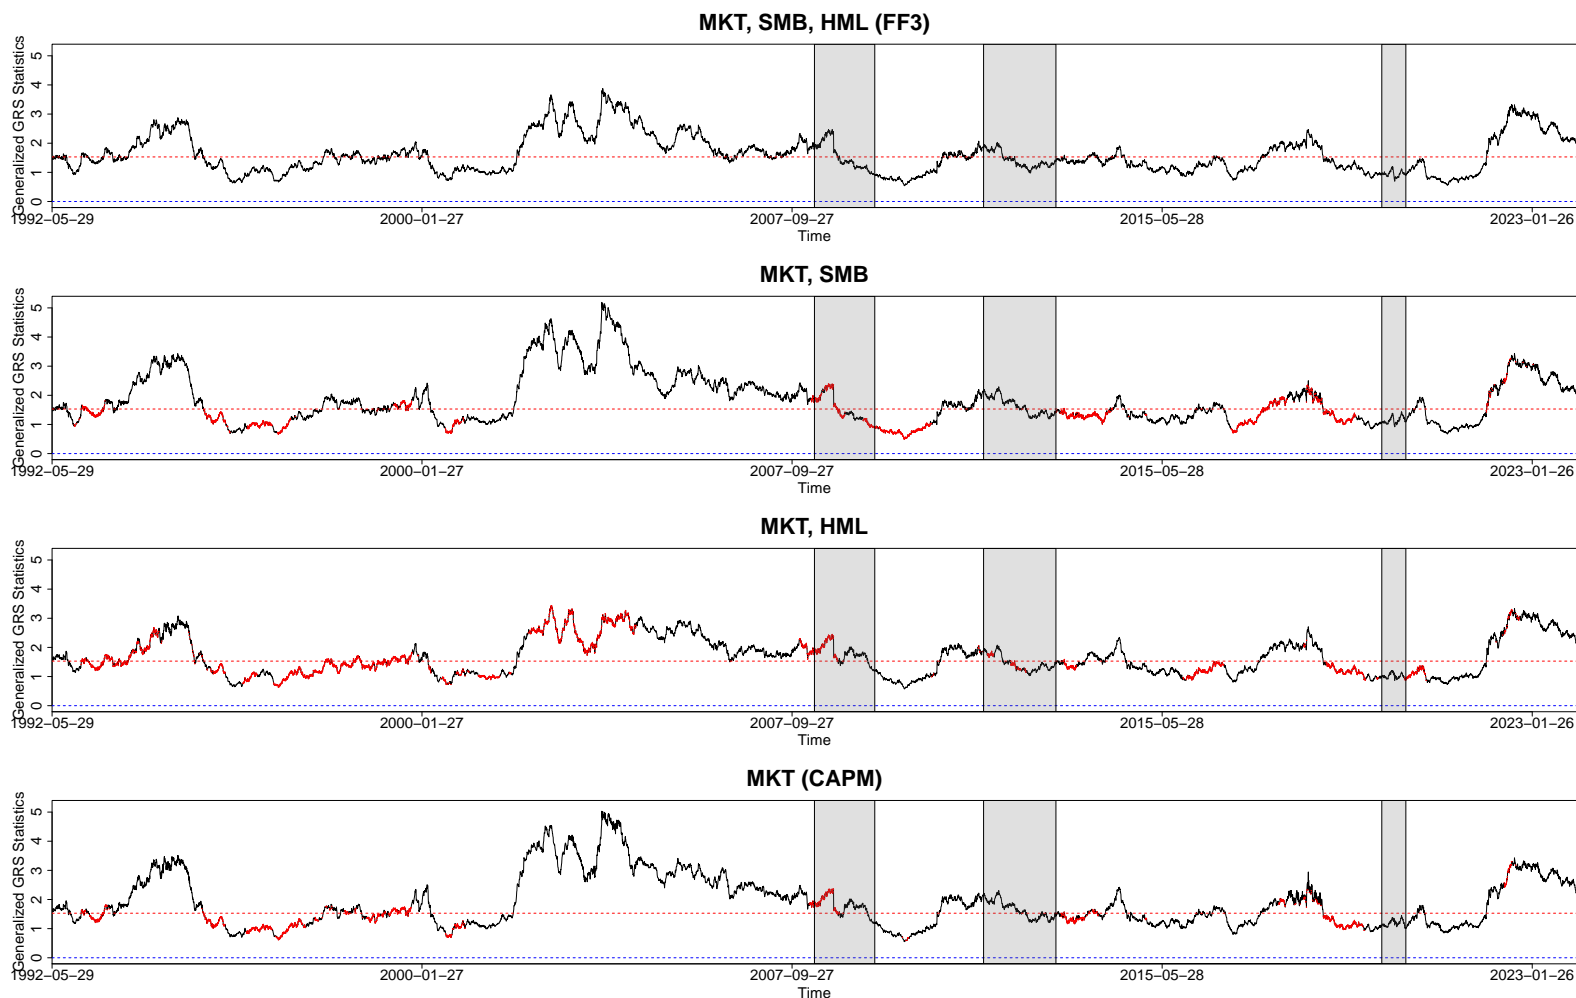 MKT, SMB, HML (FF3)
Generalized GRS Statistics
5
4
3
2
1
0
1992−05−29 2000−01−27 2007−09−27 2015−05−28 2023−01−26
Time
MKT, SMB
Generalized GRS Statistics
5
4
3
2
1
0
1992−05−29 2000−01−27 2007−09−27 2015−05−28 2023−01−26
Time
MKT, HML
Generalized GRS Statistics
5
4
3
2
1
0
1992−05−29 2000−01−27 2007−09−27 2015−05−28 2023−01−26
Time
MKT (CAPM)
Generalized GRS Statistics
5
4
3
2
1
0
1992−05−29 2000−01−27 2007−09−27 2015−05−28 2023−01−26
Time